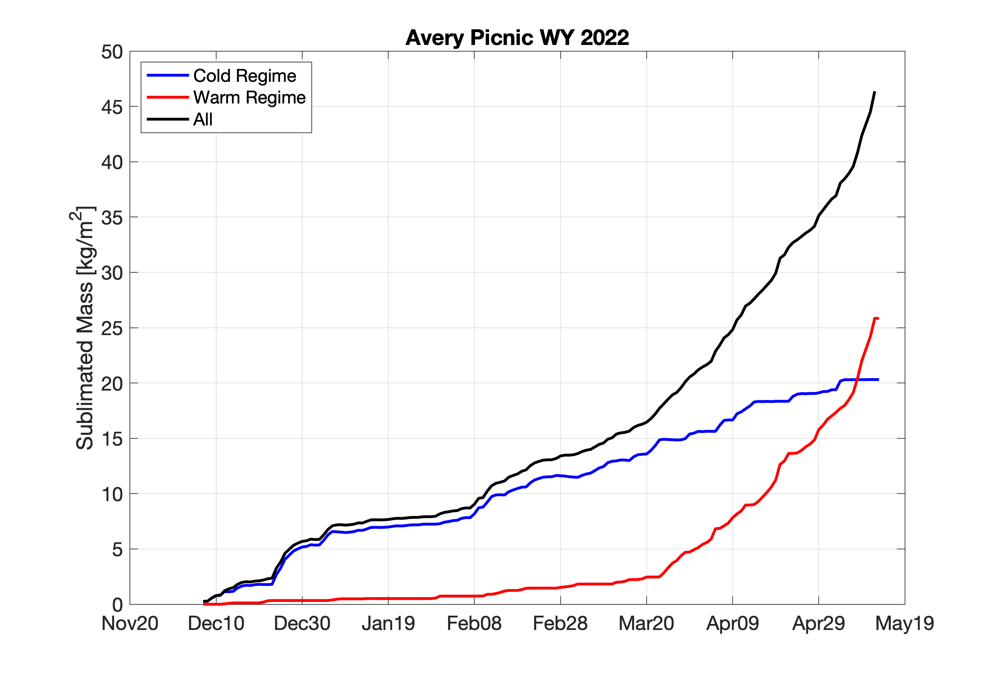 Avery Picnic WY 2022
Cold Regime
Warm Regime
All
Sublimated Mass [kg/m²]
50
45
40
35
30
25
20
15
10
5
0
Nov20 Dec10 Dec30 Jan19 Feb08 Feb28 Mar20 Apr09 Apr29 May19